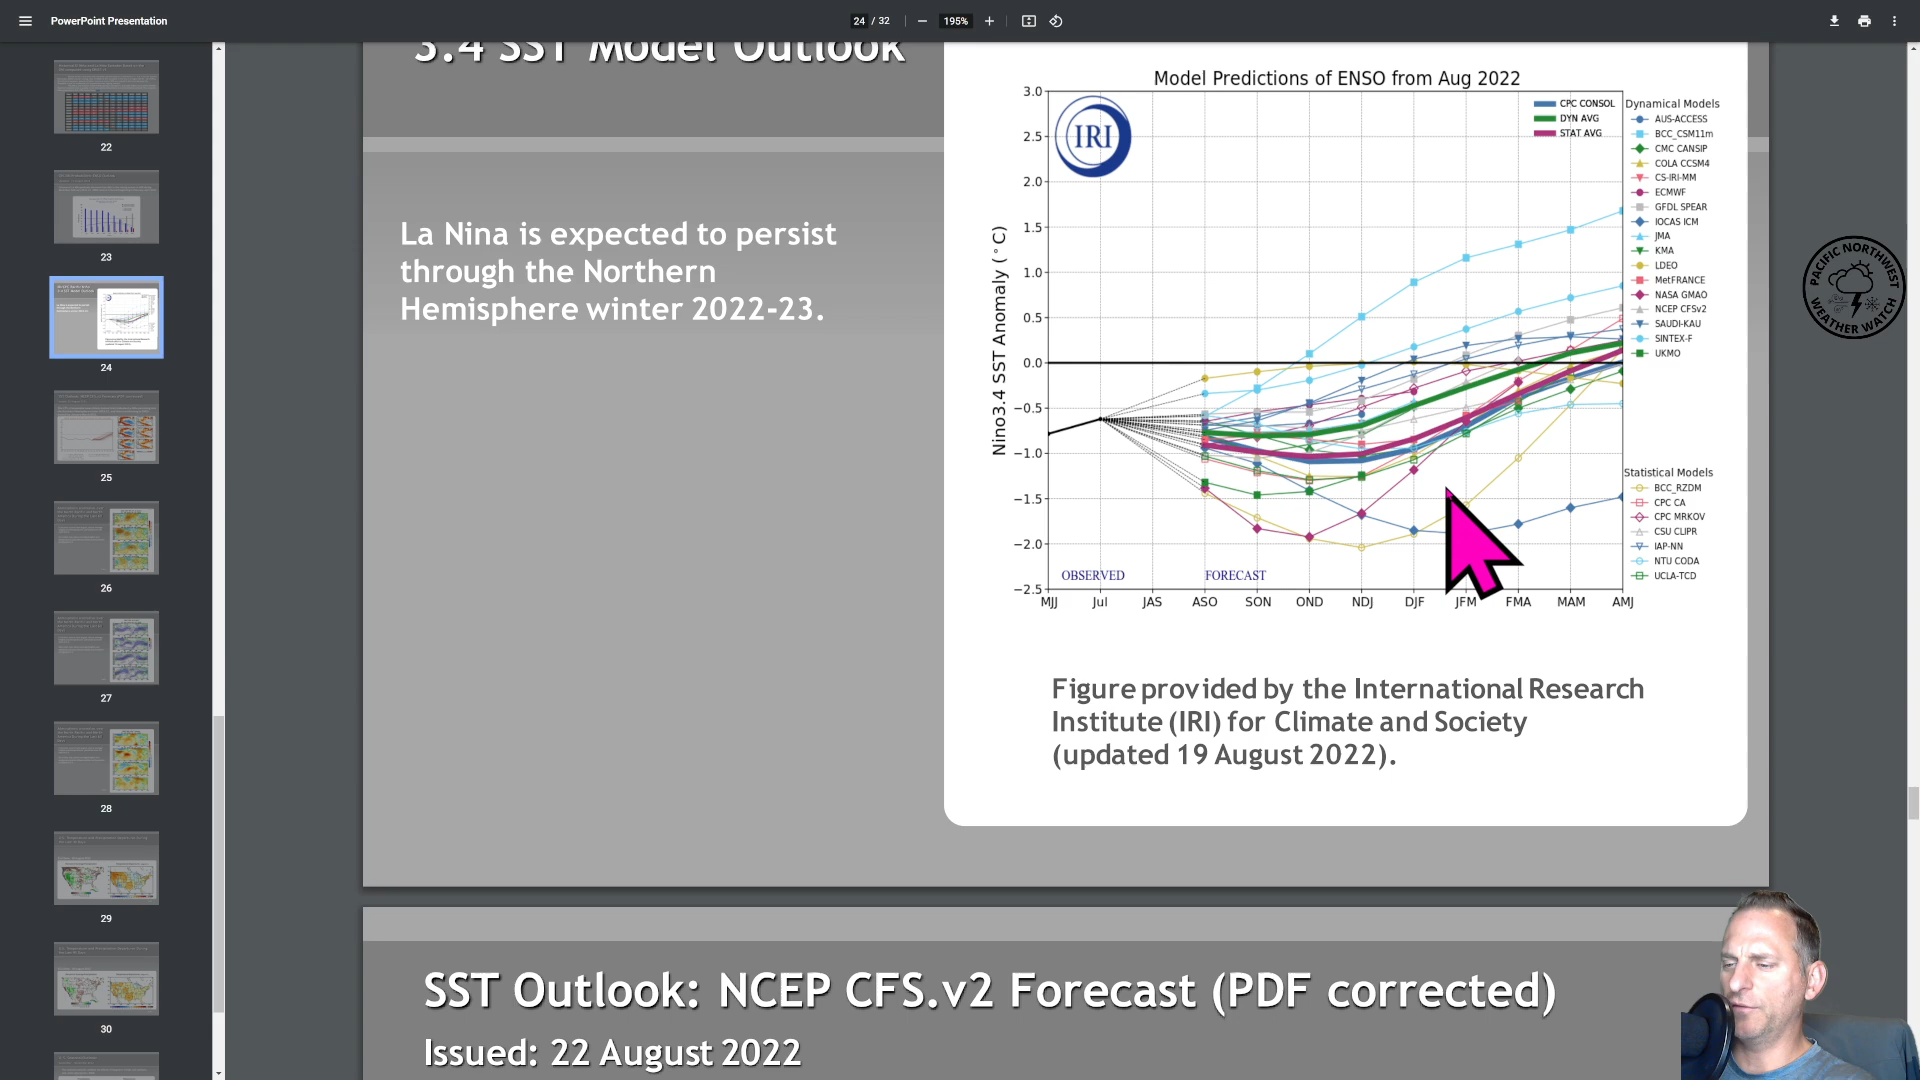 PowerPoint Presentation
24 / 32
195%
22
23
24
25
26
27
28
29
30
3.4 SST Model Outlook
La Nina is expected to persist
through the Northern
Hemisphere winter 2022-23.
Model Predictions of ENSO from Aug 2022
IRI
CPC CONSOL
DYN AVG
STAT AVG
Dynamical Models
AUS-ACCESS
BCC_CSM11m
CMC CANSIP
COLA CCSM4
CS-IRI-MM
ECMWF
GFDL SPEAR
IOCAS ICM
JMA
KMA
LDEO
MetFRANCE
NASA GMAO
NCEP CFSv2
SAUDI-KAU
SINTEX-F
UKMO
Statistical Models
BCC_RZDM
CPC CA
CPC MRKOV
CSU CLIPR
IAP-NN
NTU CODA
UCLA-TCD
Nino3.4 SST Anomaly (°C)
3.0
2.5
2.0
1.5
1.0
0.5
0.0
−0.5
−1.0
−1.5
−2.0
−2.5
OBSERVED
FORECAST
MJJ Jul JAS ASO SON OND NDJ DJF JFM FMA MAM AMJ
Figure provided by the International Research
Institute (IRI) for Climate and Society
(updated 19 August 2022).
PACIFIC NORTHWEST
WEATHER WATCH
SST Outlook: NCEP CFS.v2 Forecast (PDF corrected)
Issued: 22 August 2022